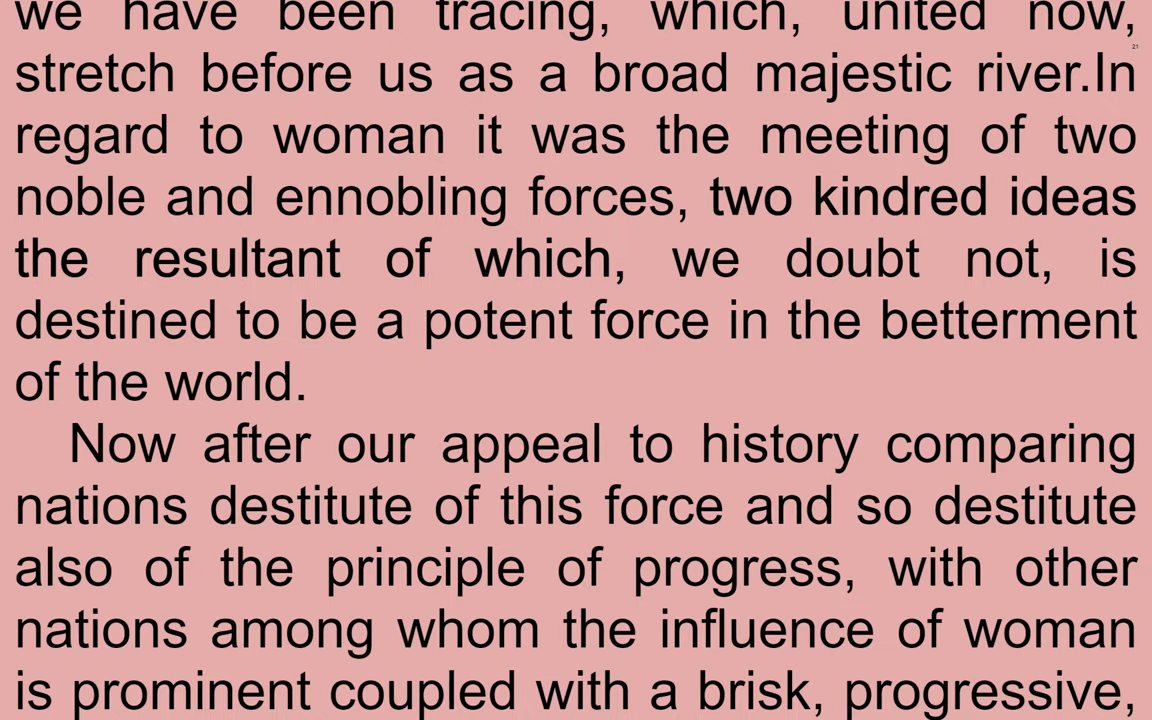 we have been tracing, which, united now,
21
stretch before us as a broad majestic river.In
regard to woman it was the meeting of two
noble and ennobling forces, two kindred ideas
the resultant of which, we doubt not, is
destined to be a potent force in the betterment
of the world.
Now after our appeal to history comparing
nations destitute of this force and so destitute
also of the principle of progress, with other
nations among whom the influence of woman
is prominent coupled with a brisk, progressive,